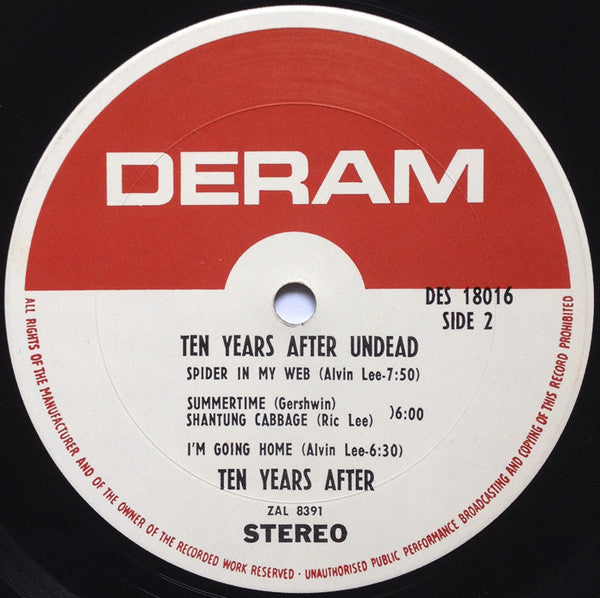 DERAM
DES 18016
SIDE 2
TEN YEARS AFTER UNDEAD
SPIDER IN MY WEB (Alvin Lee-7:50)
SUMMERTIME (Gershwin)
SHANTUNG CABBAGE (Ric Lee) )6:00
I'M GOING HOME (Alvin Lee-6:30)
TEN YEARS AFTER
ZAL 8391
STEREO
ALL RIGHTS OF THE MANUFACTURER AND OF THE OWNER OF THE RECORDED WORK RESERVED · UNAUTHORISED PUBLIC PERFORMANCE BROADCASTING AND COPYING OF THIS RECORD PROHIBITED